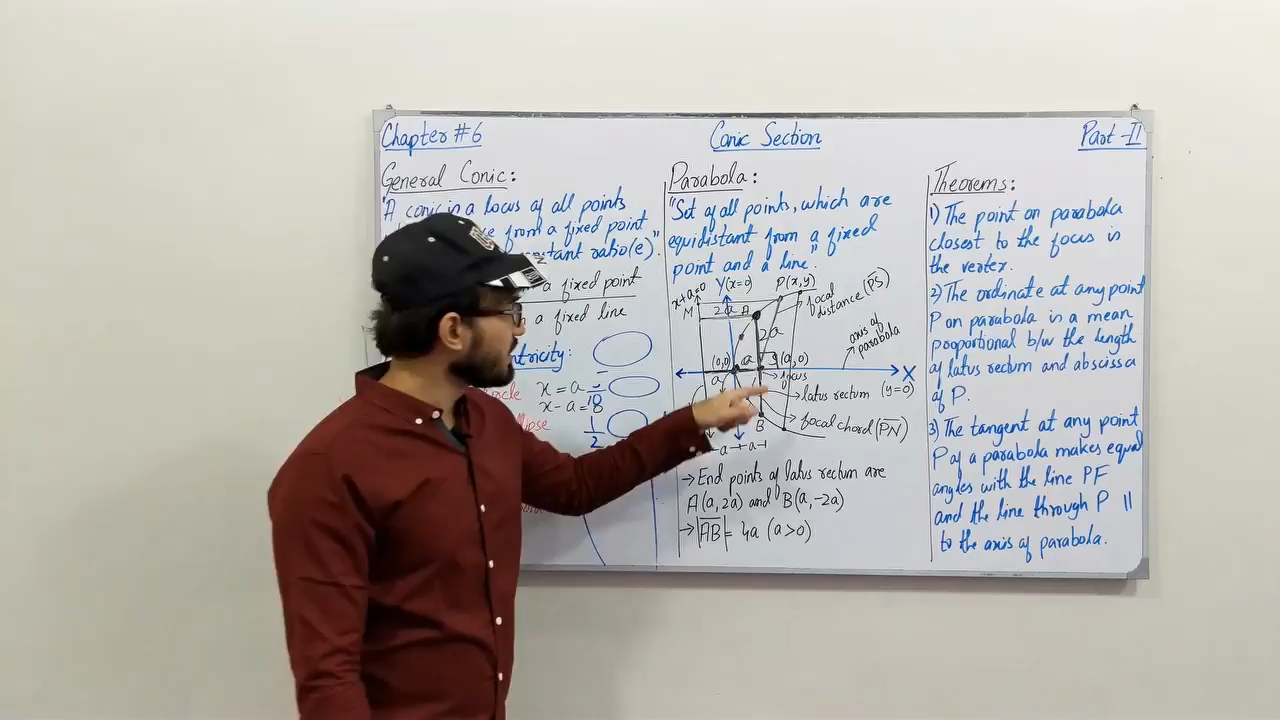 Chapter #6
Conic Section
Part -II
General Conic:
"A conic is a locus of all points
from a fixed point
ratio(e)."
a fixed point
a fixed line
x = a
x-a = 8
10
1
2
Parabola:
"Set of all points, which are
equidistant from a fixed
point and a line."
x+a=0
Y(x=0)
P(x,y)
M
2a
A
focal
distance (PS)
2a
axis of
parabola
(0,0)
a
S(a,0)
X
a
focus
latus rectum (y=0)
B
focal chord (PN)
a
a
→ End points of latus rectum are
A(a,2a) and B(a,-2a)
→ |AB| = 4a (a>0)
Theorems:
1) The point on parabola
closest to the focus is
the vertex.
2) The ordinate at any point
P on parabola is a mean
proportional b/w the length
of latus rectum and abscissa
of P.
3) The tangent at any point
P of a parabola makes equal
angles with the line PF
and the line through P ||
to the axis of parabola.